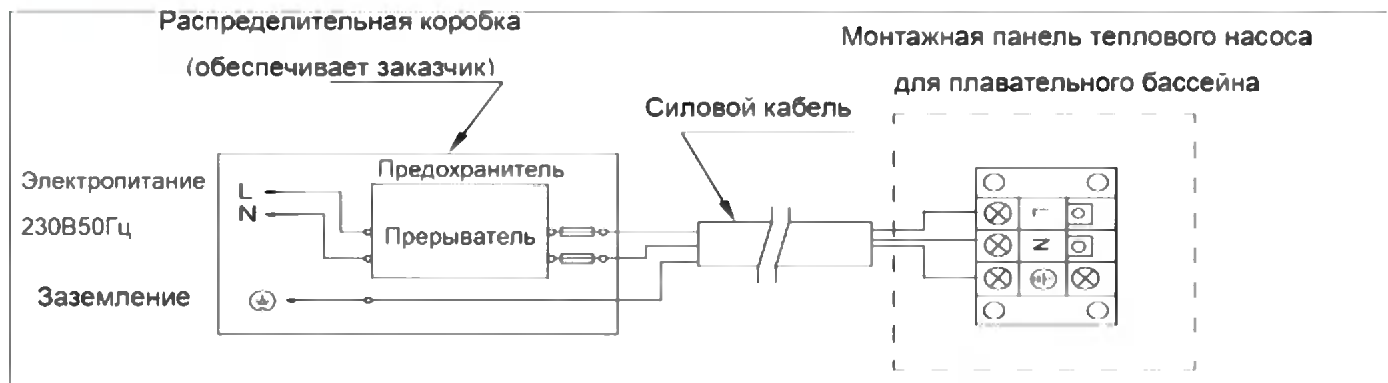 Распределительная коробка
(обеспечивает заказчик)
Монтажная панель теплового насоса
для плавательного бассейна
Силовой кабель
Электропитание
230В50Гц
L
N
Предохранитель
Прерыватель
Заземление
L
N